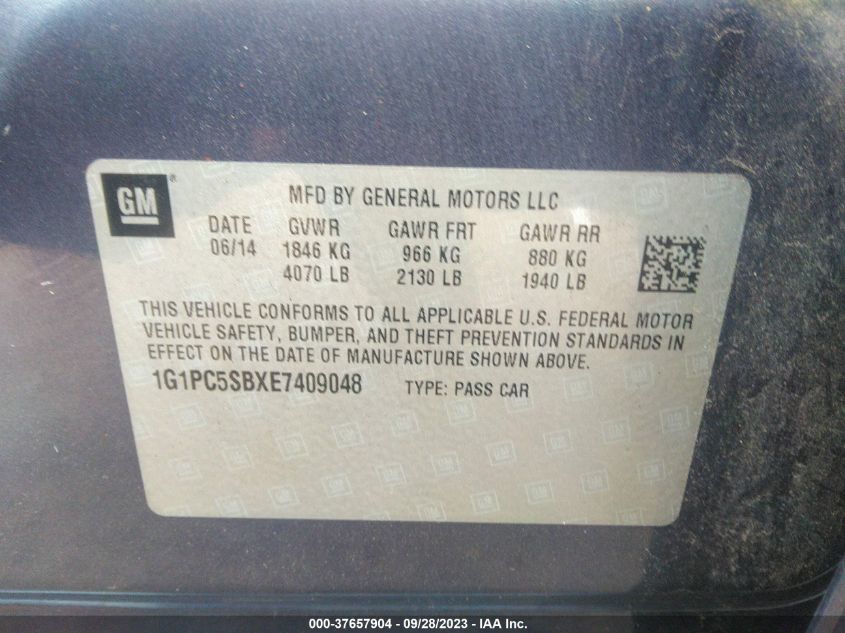 GM ®
MFD BY GENERAL MOTORS LLC
DATE GVWR GAWR FRT GAWR RR
06/14 1846 KG 966 KG 880 KG
4070 LB 2130 LB 1940 LB
THIS VEHICLE CONFORMS TO ALL APPLICABLE U.S. FEDERAL MOTOR
VEHICLE SAFETY, BUMPER, AND THEFT PREVENTION STANDARDS IN
EFFECT ON THE DATE OF MANUFACTURE SHOWN ABOVE.
1G1PC5SBXE7409048 TYPE: PASS CAR
000-37657904 - 09/28/2023 - IAA Inc.